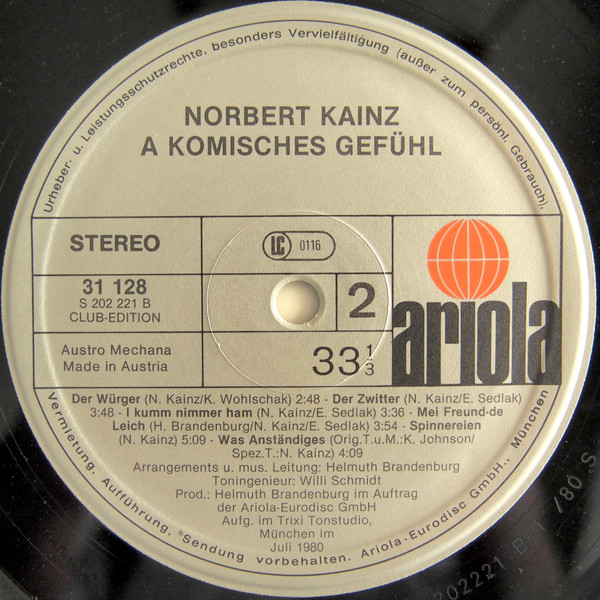 Urheber- u. Leistungsschutzrechte, besonders Vervielfältigung (außer zum persönl. Gebrauch),
NORBERT KAINZ
A KOMISCHES GEFÜHL
STEREO
LC 0116
31 128
S 202 221 B
CLUB-EDITION
2
Austro Mechana
Made in Austria
33 1/3
ariola
Der Würger (N. Kainz/K. Wohlschak) 2:48 - Der Zwitter (N. Kainz/E. Sedlak)
3:48 - I kumm nimmer ham (N. Kainz/E. Sedlak) 3:36 - Mei Freund-de
Leich (H. Brandenburg/N. Kainz/E. Sedlak) 3:54 - Spinnereien
(N. Kainz) 5:09 - Was Anständiges (Orig.T.u.M.:K. Johnson/
Spez.T.:N. Kainz) 4:09
Arrangements u. mus. Leitung: Helmuth Brandenburg
Toningenieur: Willi Schmidt
Prod.: Helmuth Brandenburg im Auftrag
der Ariola-Eurodisc GmbH
Aufg. im Trixi Tonstudio,
München im
Juli 1980
Vermietung, Aufführung, Sendung vorbehalten. Ariola-Eurodisc GmbH., München
202221 B 1 /80 S